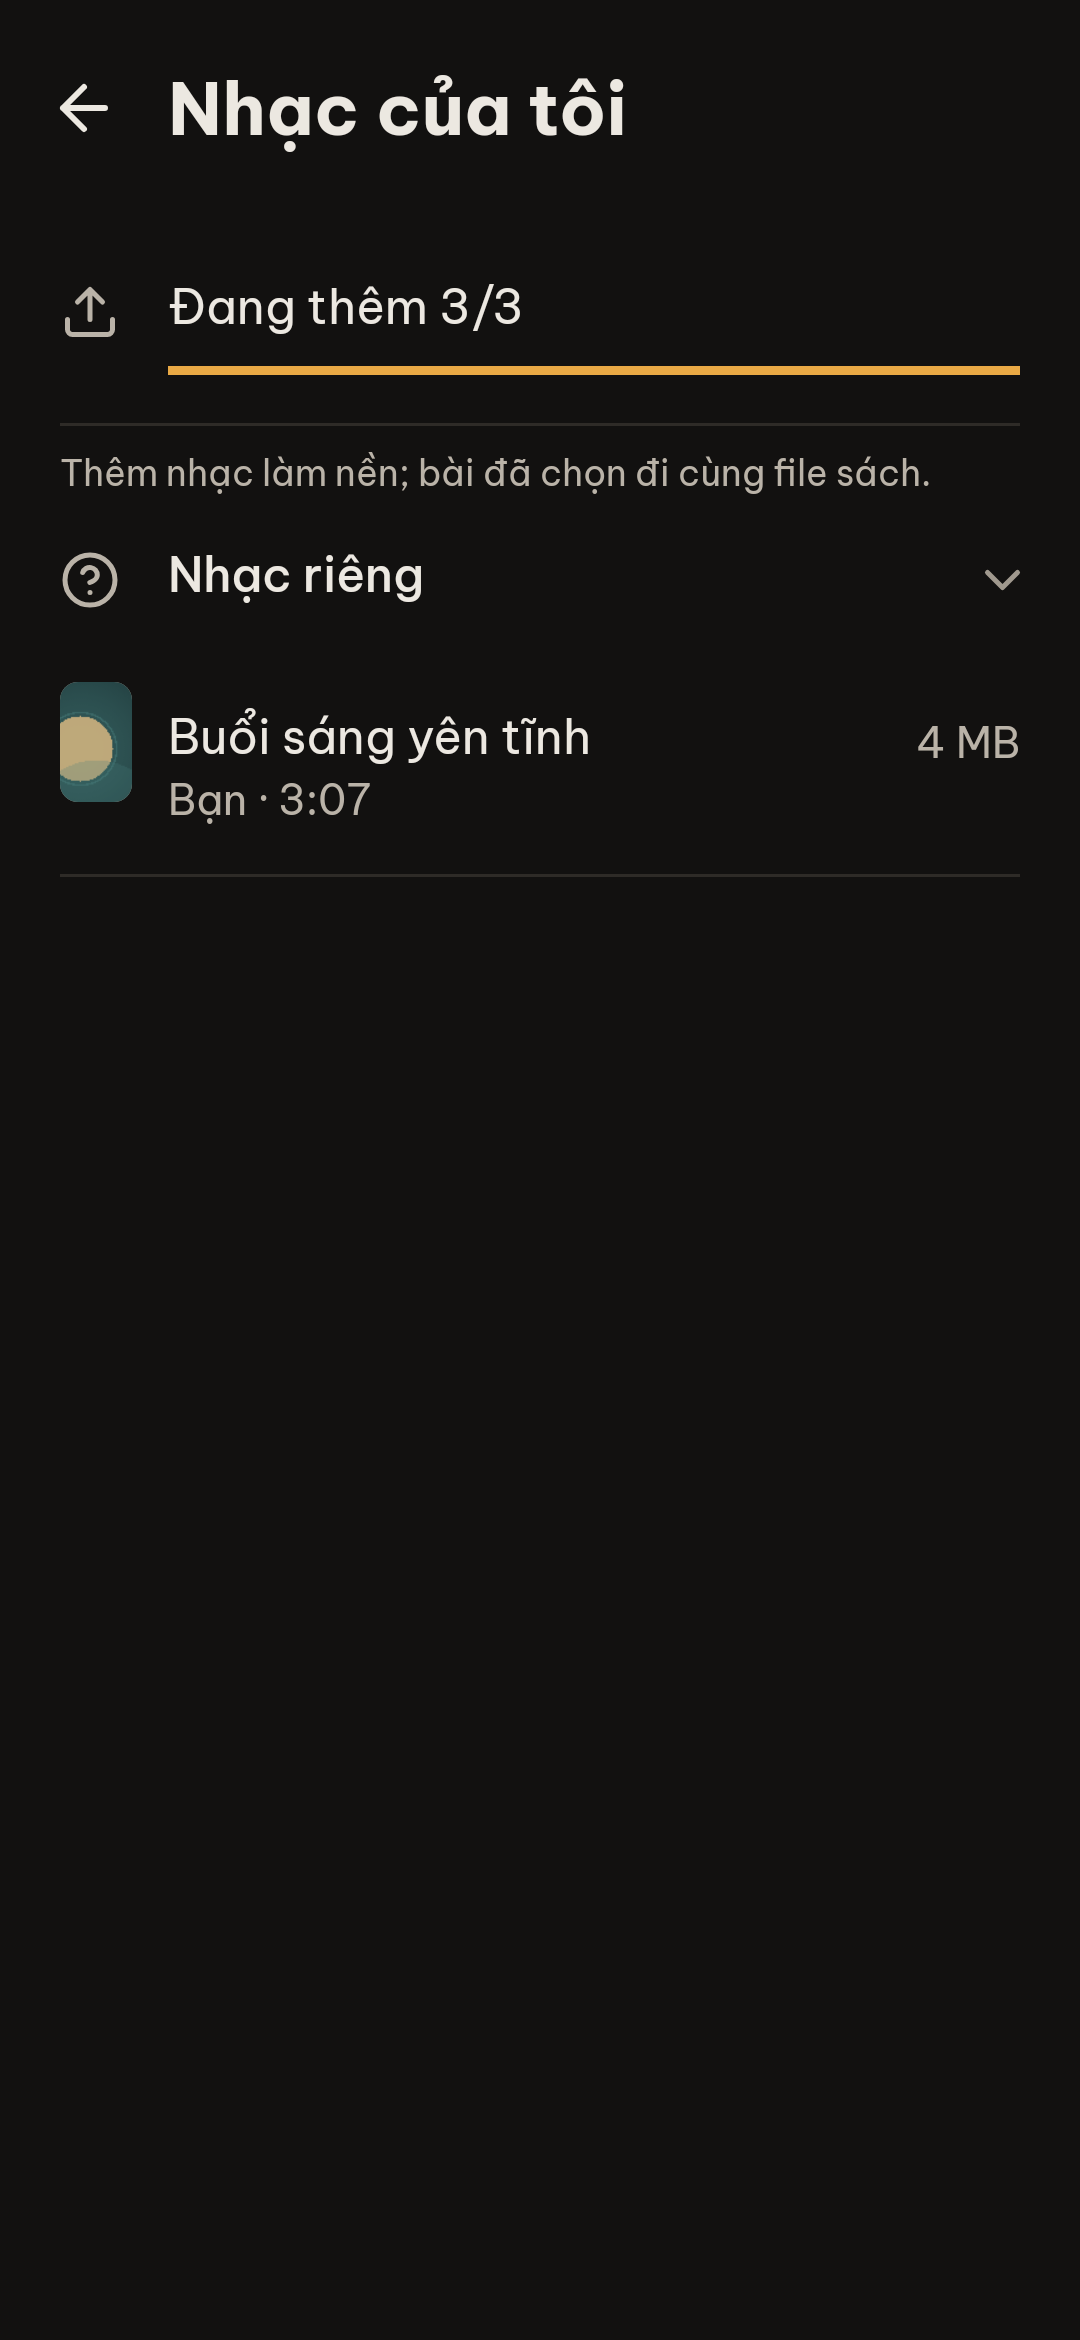 Nhạc của tôi
Đang thêm 3/3
Thêm nhạc làm nền; bài đã chọn đi cùng file sách.
Nhạc riêng
Buổi sáng yên tĩnh
4 MB
Bạn · 3:07